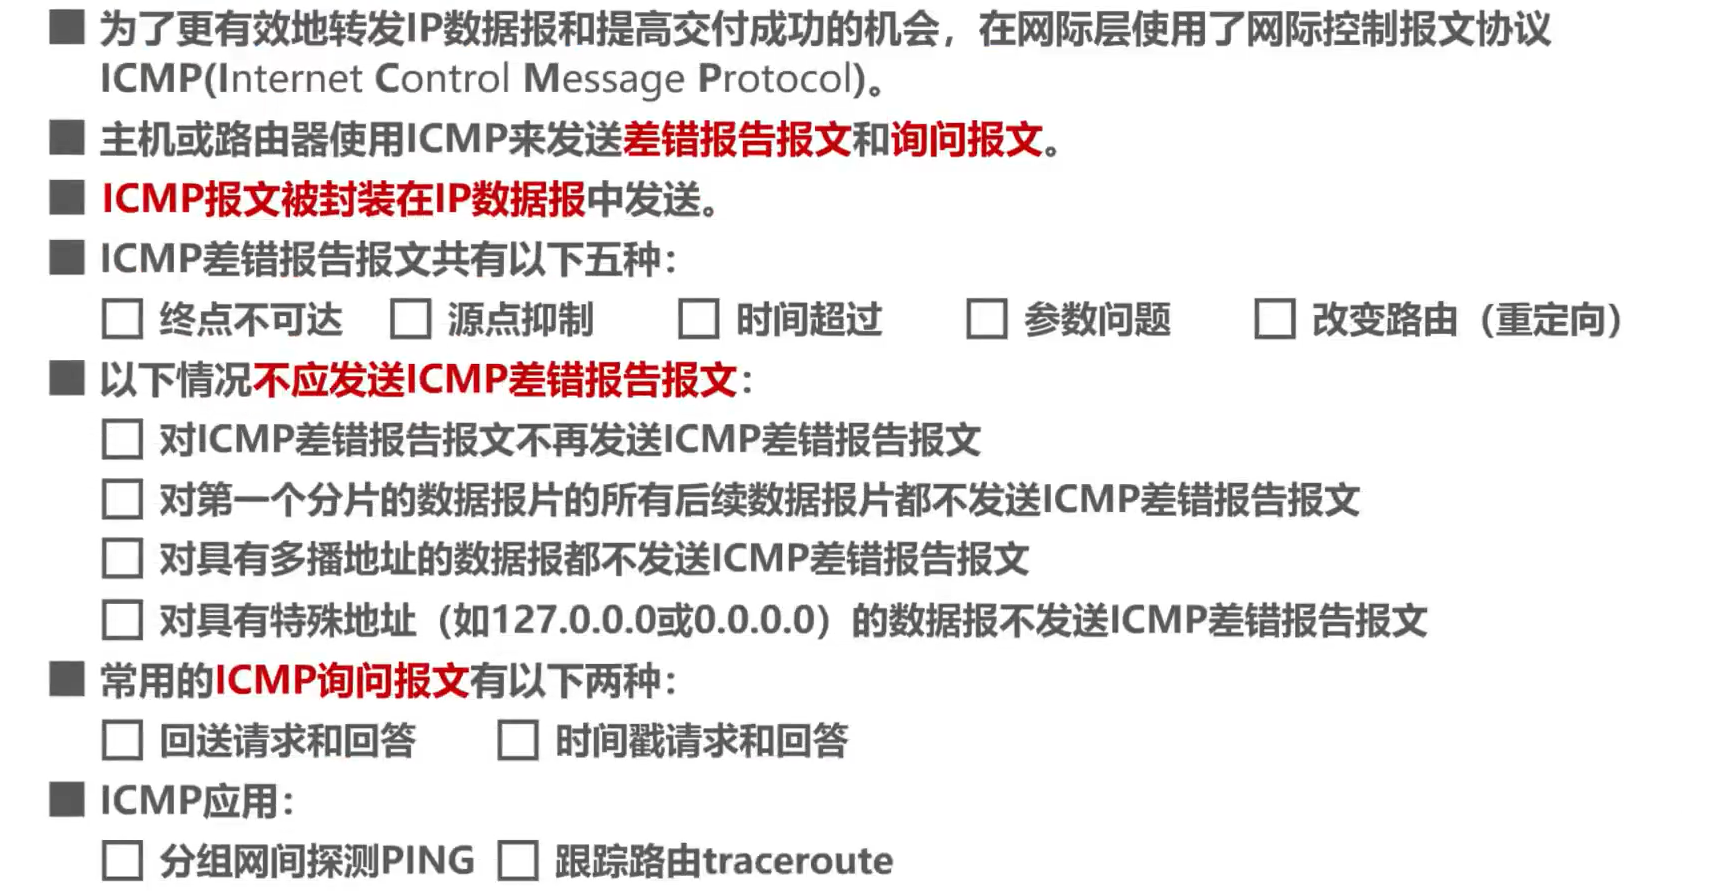 为了更有效地转发IP数据报和提高交付成功的机会，在网际层使用了网际控制报文协议
ICMP(Internet Control Message Protocol)。
主机或路由器使用ICMP来发送差错报告报文和询问报文。
ICMP报文被封装在IP数据报中发送。
ICMP差错报告报文共有以下五种：
终点不可达 源点抑制 时间超过 参数问题 改变路由（重定向）
以下情况不应发送ICMP差错报告报文：
对ICMP差错报告报文不再发送ICMP差错报告报文
对第一个分片的数据报片的所有后续数据报片都不发送ICMP差错报告报文
对具有多播地址的数据报都不发送ICMP差错报告报文
对具有特殊地址（如127.0.0.0或0.0.0.0）的数据报不发送ICMP差错报告报文
常用的ICMP询问报文有以下两种：
回送请求和回答 时间戳请求和回答
ICMP应用：
分组网间探测PING 跟踪路由traceroute